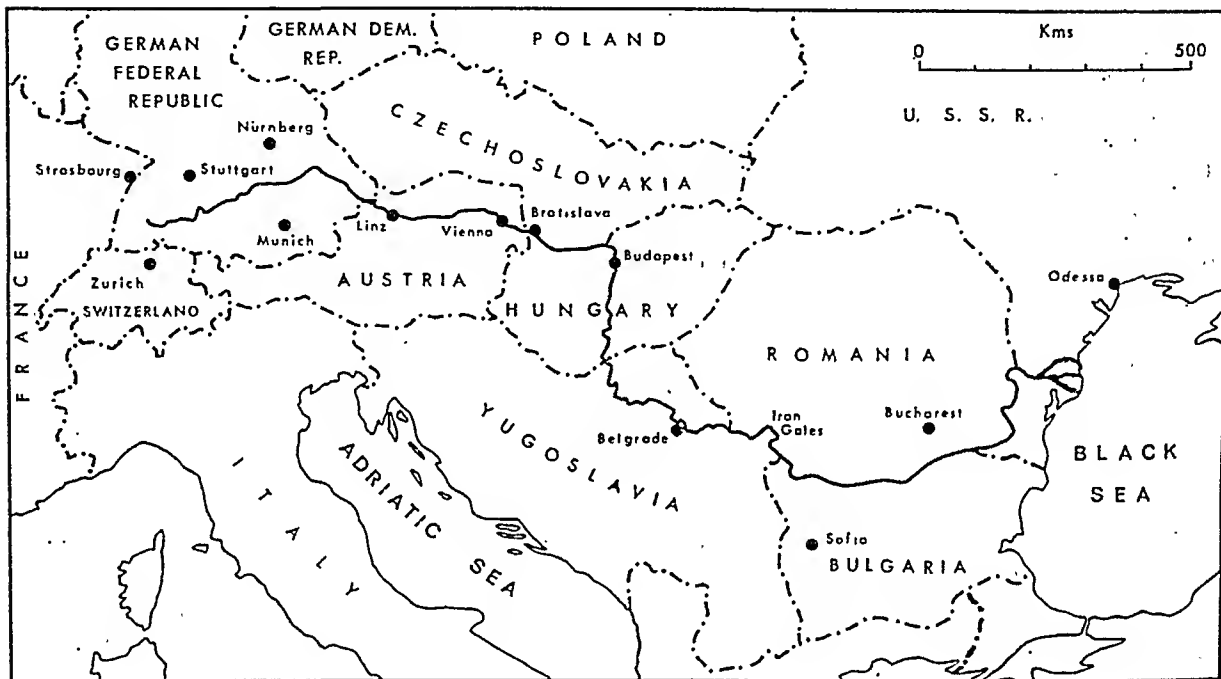 GERMAN DEM.
REP.
POLAND
Kms
0 500
GERMAN
FEDERAL
REPUBLIC
U. S. S. R.
CZECHOSLOVAKIA
Nürnberg
Strasbourg
Stuttgart
Munich
Linz
Vienna
Bratislava
Budapest
Odessa
Zurich
SWITZERLAND
AUSTRIA
HUNGARY
FRANCE
ROMANIA
Iron
Gates
Bucharest
Belgrade
YUGOSLAVIA
ADRIATIC SEA
ITALY
BLACK
SEA
Sofia
BULGARIA